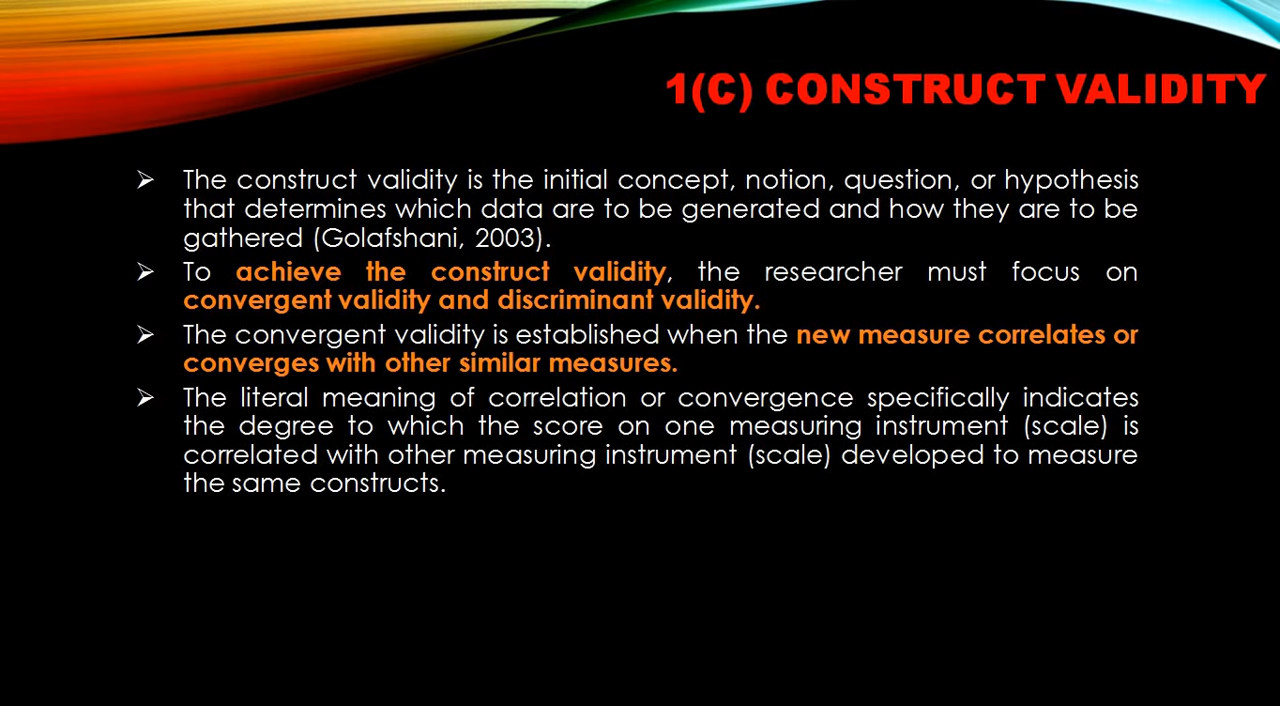 1(C) CONSTRUCT VALIDITY
➢ The construct validity is the initial concept, notion, question, or hypothesis
that determines which data are to be generated and how they are to be
gathered (Golafshani, 2003).
➢ To achieve the construct validity, the researcher must focus on
convergent validity and discriminant validity.
➢ The convergent validity is established when the new measure correlates or
converges with other similar measures.
➢ The literal meaning of correlation or convergence specifically indicates
the degree to which the score on one measuring instrument (scale) is
correlated with other measuring instrument (scale) developed to measure
the same constructs.